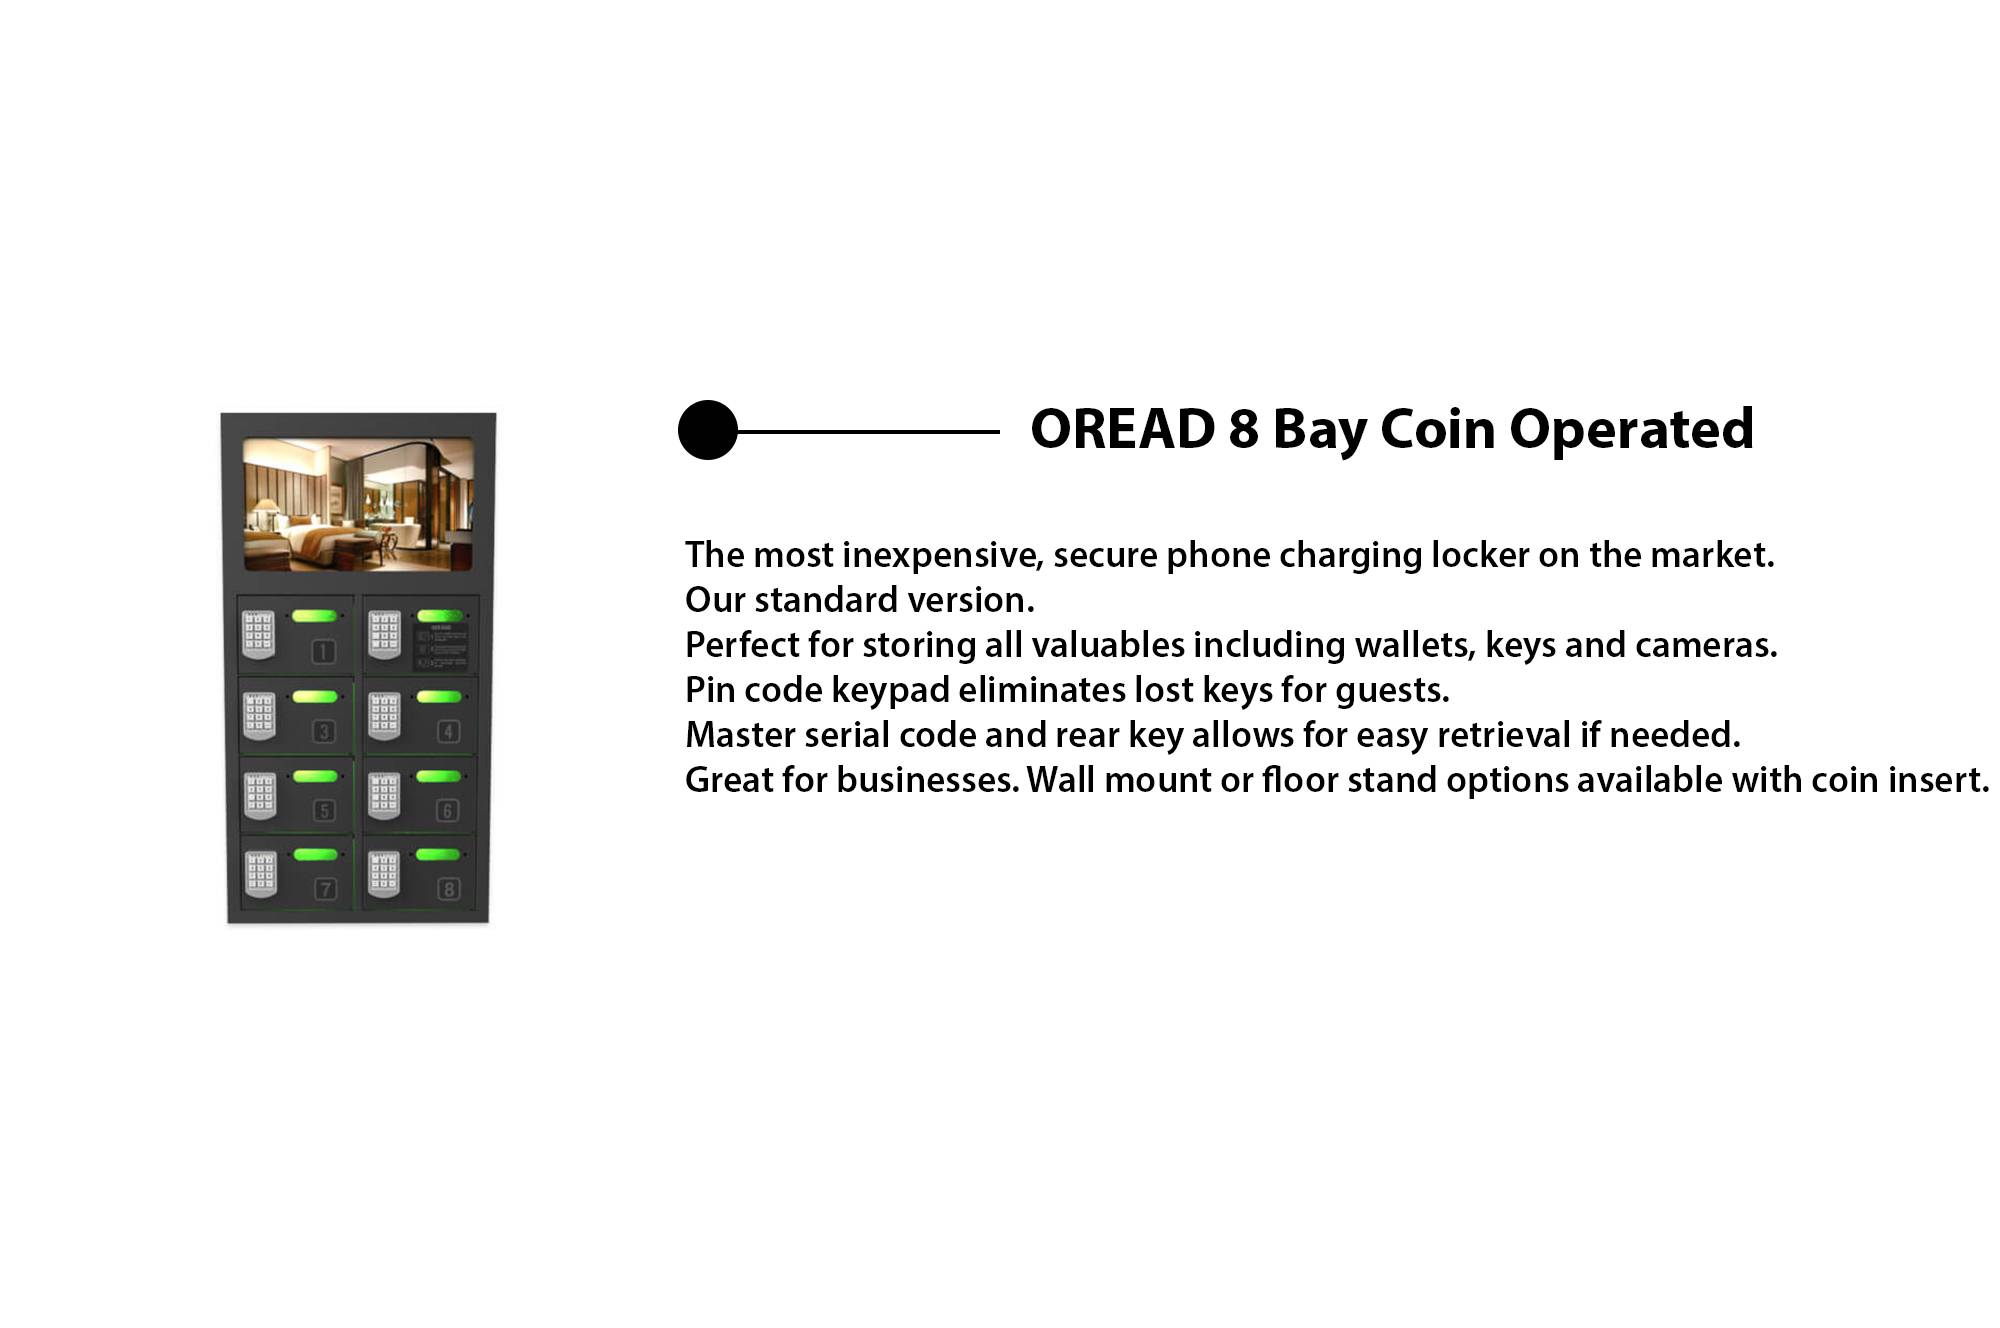 OREAD 8 Bay Coin Operated
The most inexpensive, secure phone charging locker on the market.
Our standard version.
Perfect for storing all valuables including wallets, keys and cameras.
Pin code keypad eliminates lost keys for guests.
Master serial code and rear key allows for easy retrieval if needed.
Great for businesses. Wall mount or floor stand options available with coin insert.
1
3
4
5
6
7
8